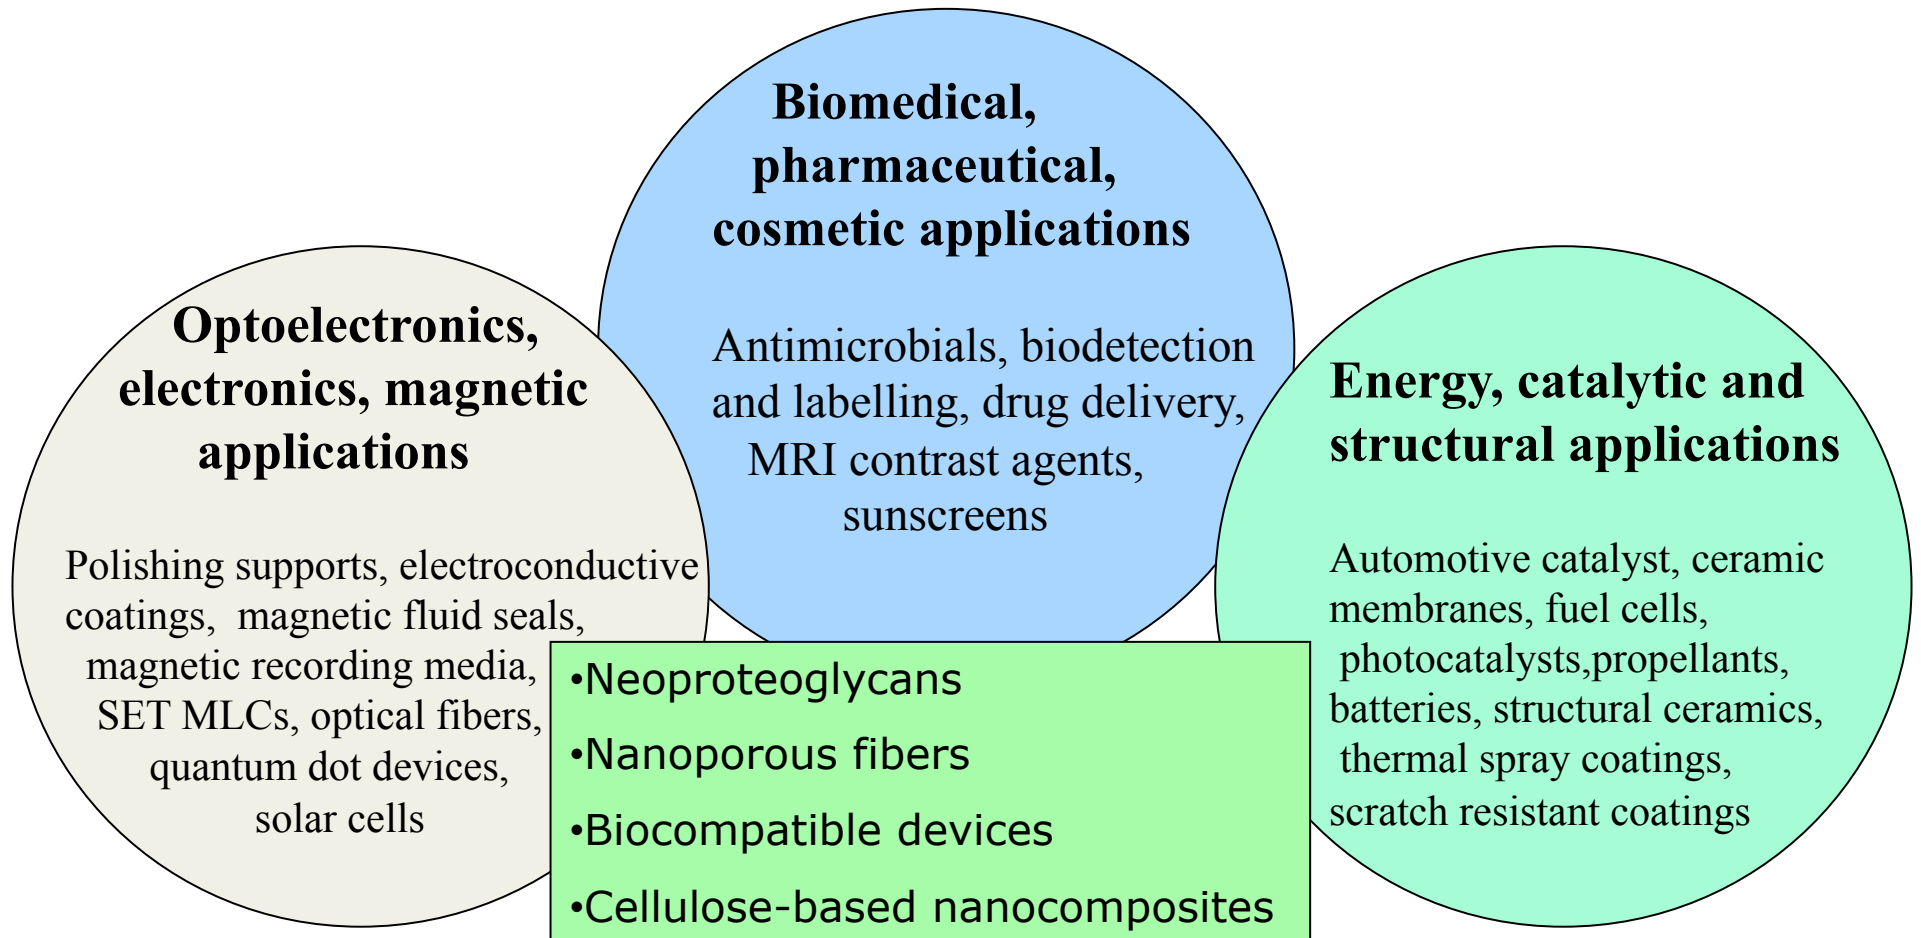 Biomedical,
pharmaceutical,
cosmetic applications
Antimicrobials, biodetection
and labelling, drug delivery,
MRI contrast agents,
sunscreens
Optoelectronics,
electronics, magnetic
applications
Polishing supports, electroconductive
coatings, magnetic fluid seals,
magnetic recording media,
SET MLCs, optical fibers,
quantum dot devices,
solar cells
Energy, catalytic and
structural applications
Automotive catalyst, ceramic
membranes, fuel cells,
photocatalysts,propellants,
batteries, structural ceramics,
thermal spray coatings,
scratch resistant coatings
•Neoproteoglycans
•Nanoporous fibers
•Biocompatible devices
•Cellulose-based nanocomposites